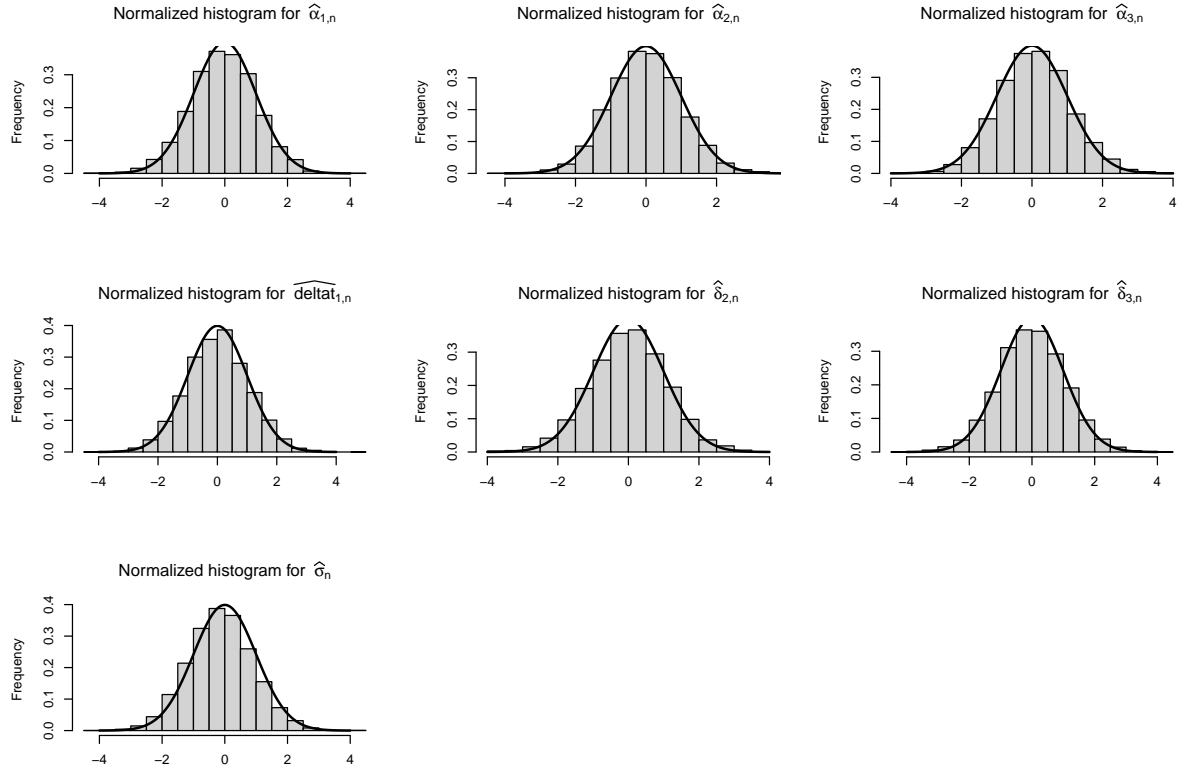 Normalized histogram for α̂1,n
Frequency
0.0 0.1 0.2 0.3
−4 −2 0 2 4
Normalized histogram for α̂2,n
Frequency
0.0 0.1 0.2 0.3
−4 −2 0 2
Normalized histogram for α̂3,n
Frequency
0.0 0.1 0.2 0.3
−4 −2 0 2 4
Normalized histogram for deltat̂1,n
Frequency
0.0 0.1 0.2 0.3 0.4
−4 −2 0 2 4
Normalized histogram for δ̂2,n
Frequency
0.0 0.1 0.2 0.3
−4 −2 0 2 4
Normalized histogram for δ̂3,n
Frequency
0.0 0.1 0.2 0.3
−4 −2 0 2 4
Normalized histogram for σ̂n
Frequency
0.0 0.1 0.2 0.3 0.4
−4 −2 0 2 4